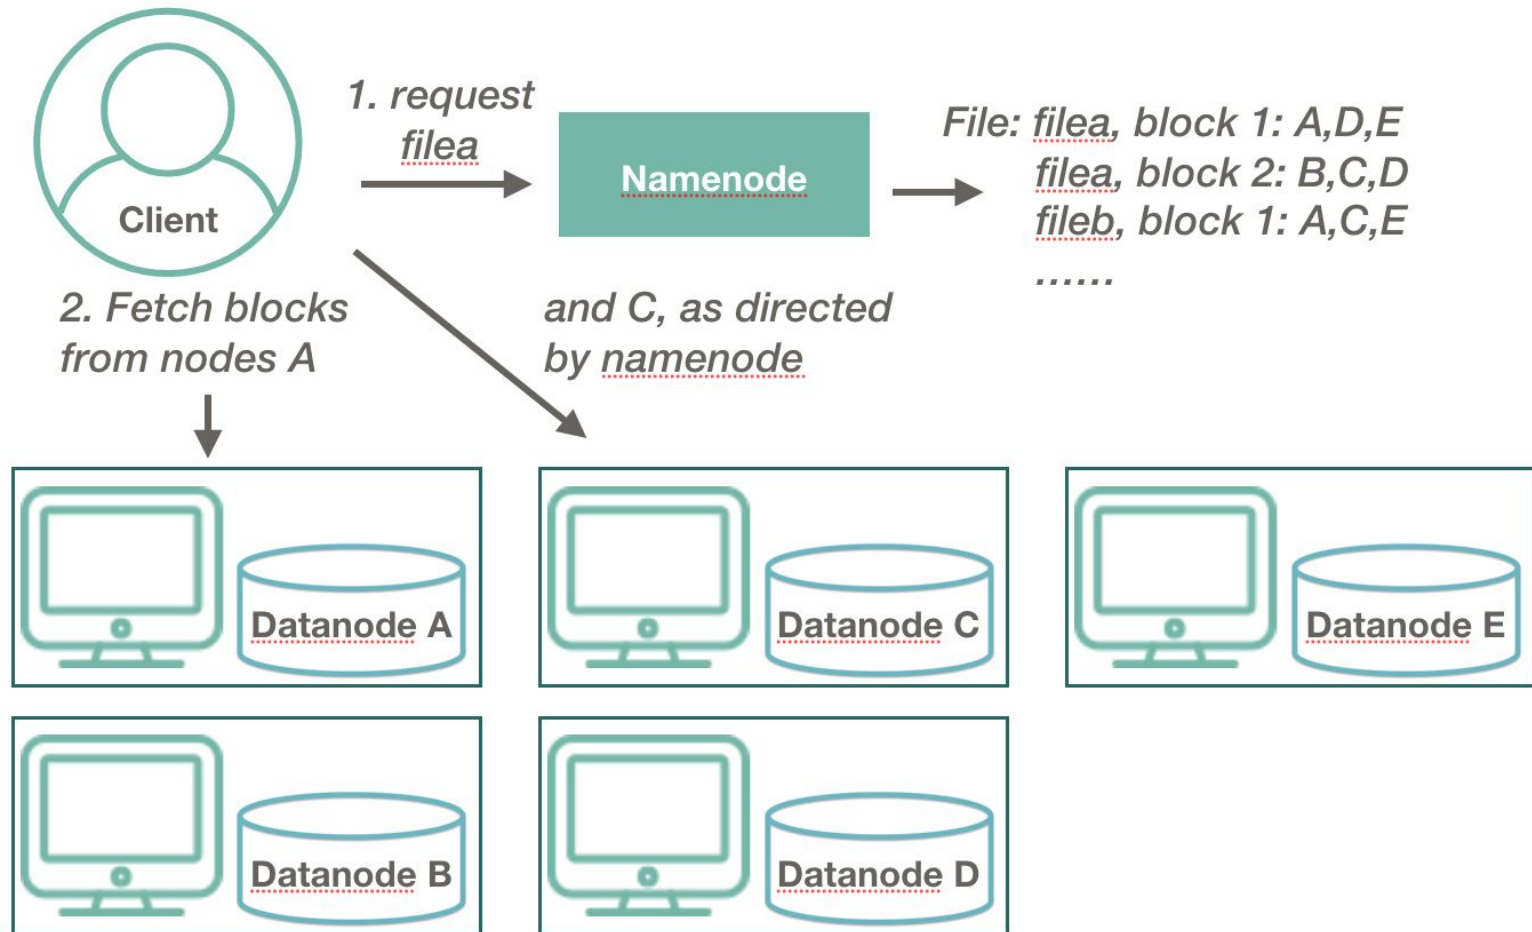 1. request
filea
Client
Namenode
File: filea, block 1: A,D,E
filea, block 2: B,C,D
fileb, block 1: A,C,E
......
2. Fetch blocks
from nodes A
and C, as directed
by namenode
Datanode A
Datanode C
Datanode E
Datanode B
Datanode D